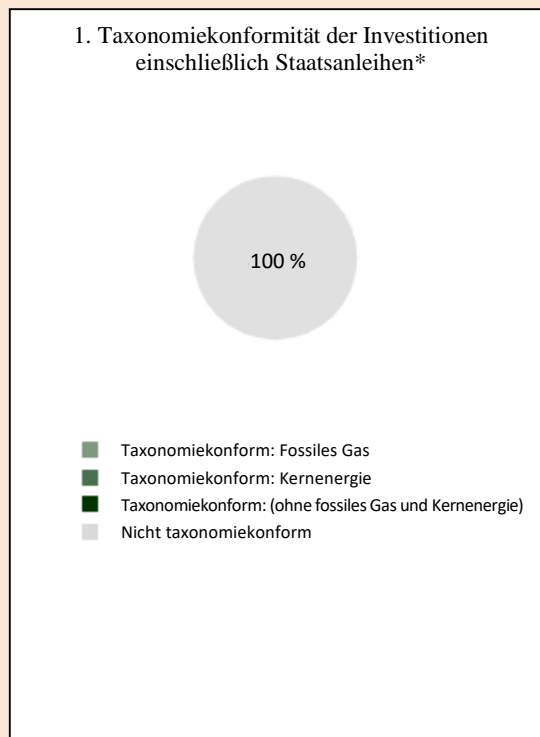 1. Taxonomiekonformität der Investitionen
einschließlich Staatsanleihen*
100 %
Taxonomiekonform: Fossiles Gas
Taxonomiekonform: Kernenergie
Taxonomiekonform: (ohne fossiles Gas und Kernenergie)
Nicht taxonomiekonform